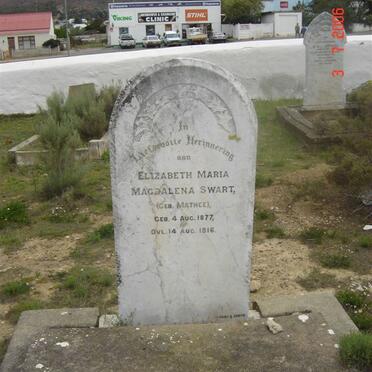 VIKING
CLINIC
STIHL
3 7 2006
In
Liefdevolle Herinnering
aan
ELIZABETH MARIA
MAGDALENA SWART,
(GEB. MATHEE),
GEB. 4 AUG. 1877,
OVL. 14 AUG. 1916.